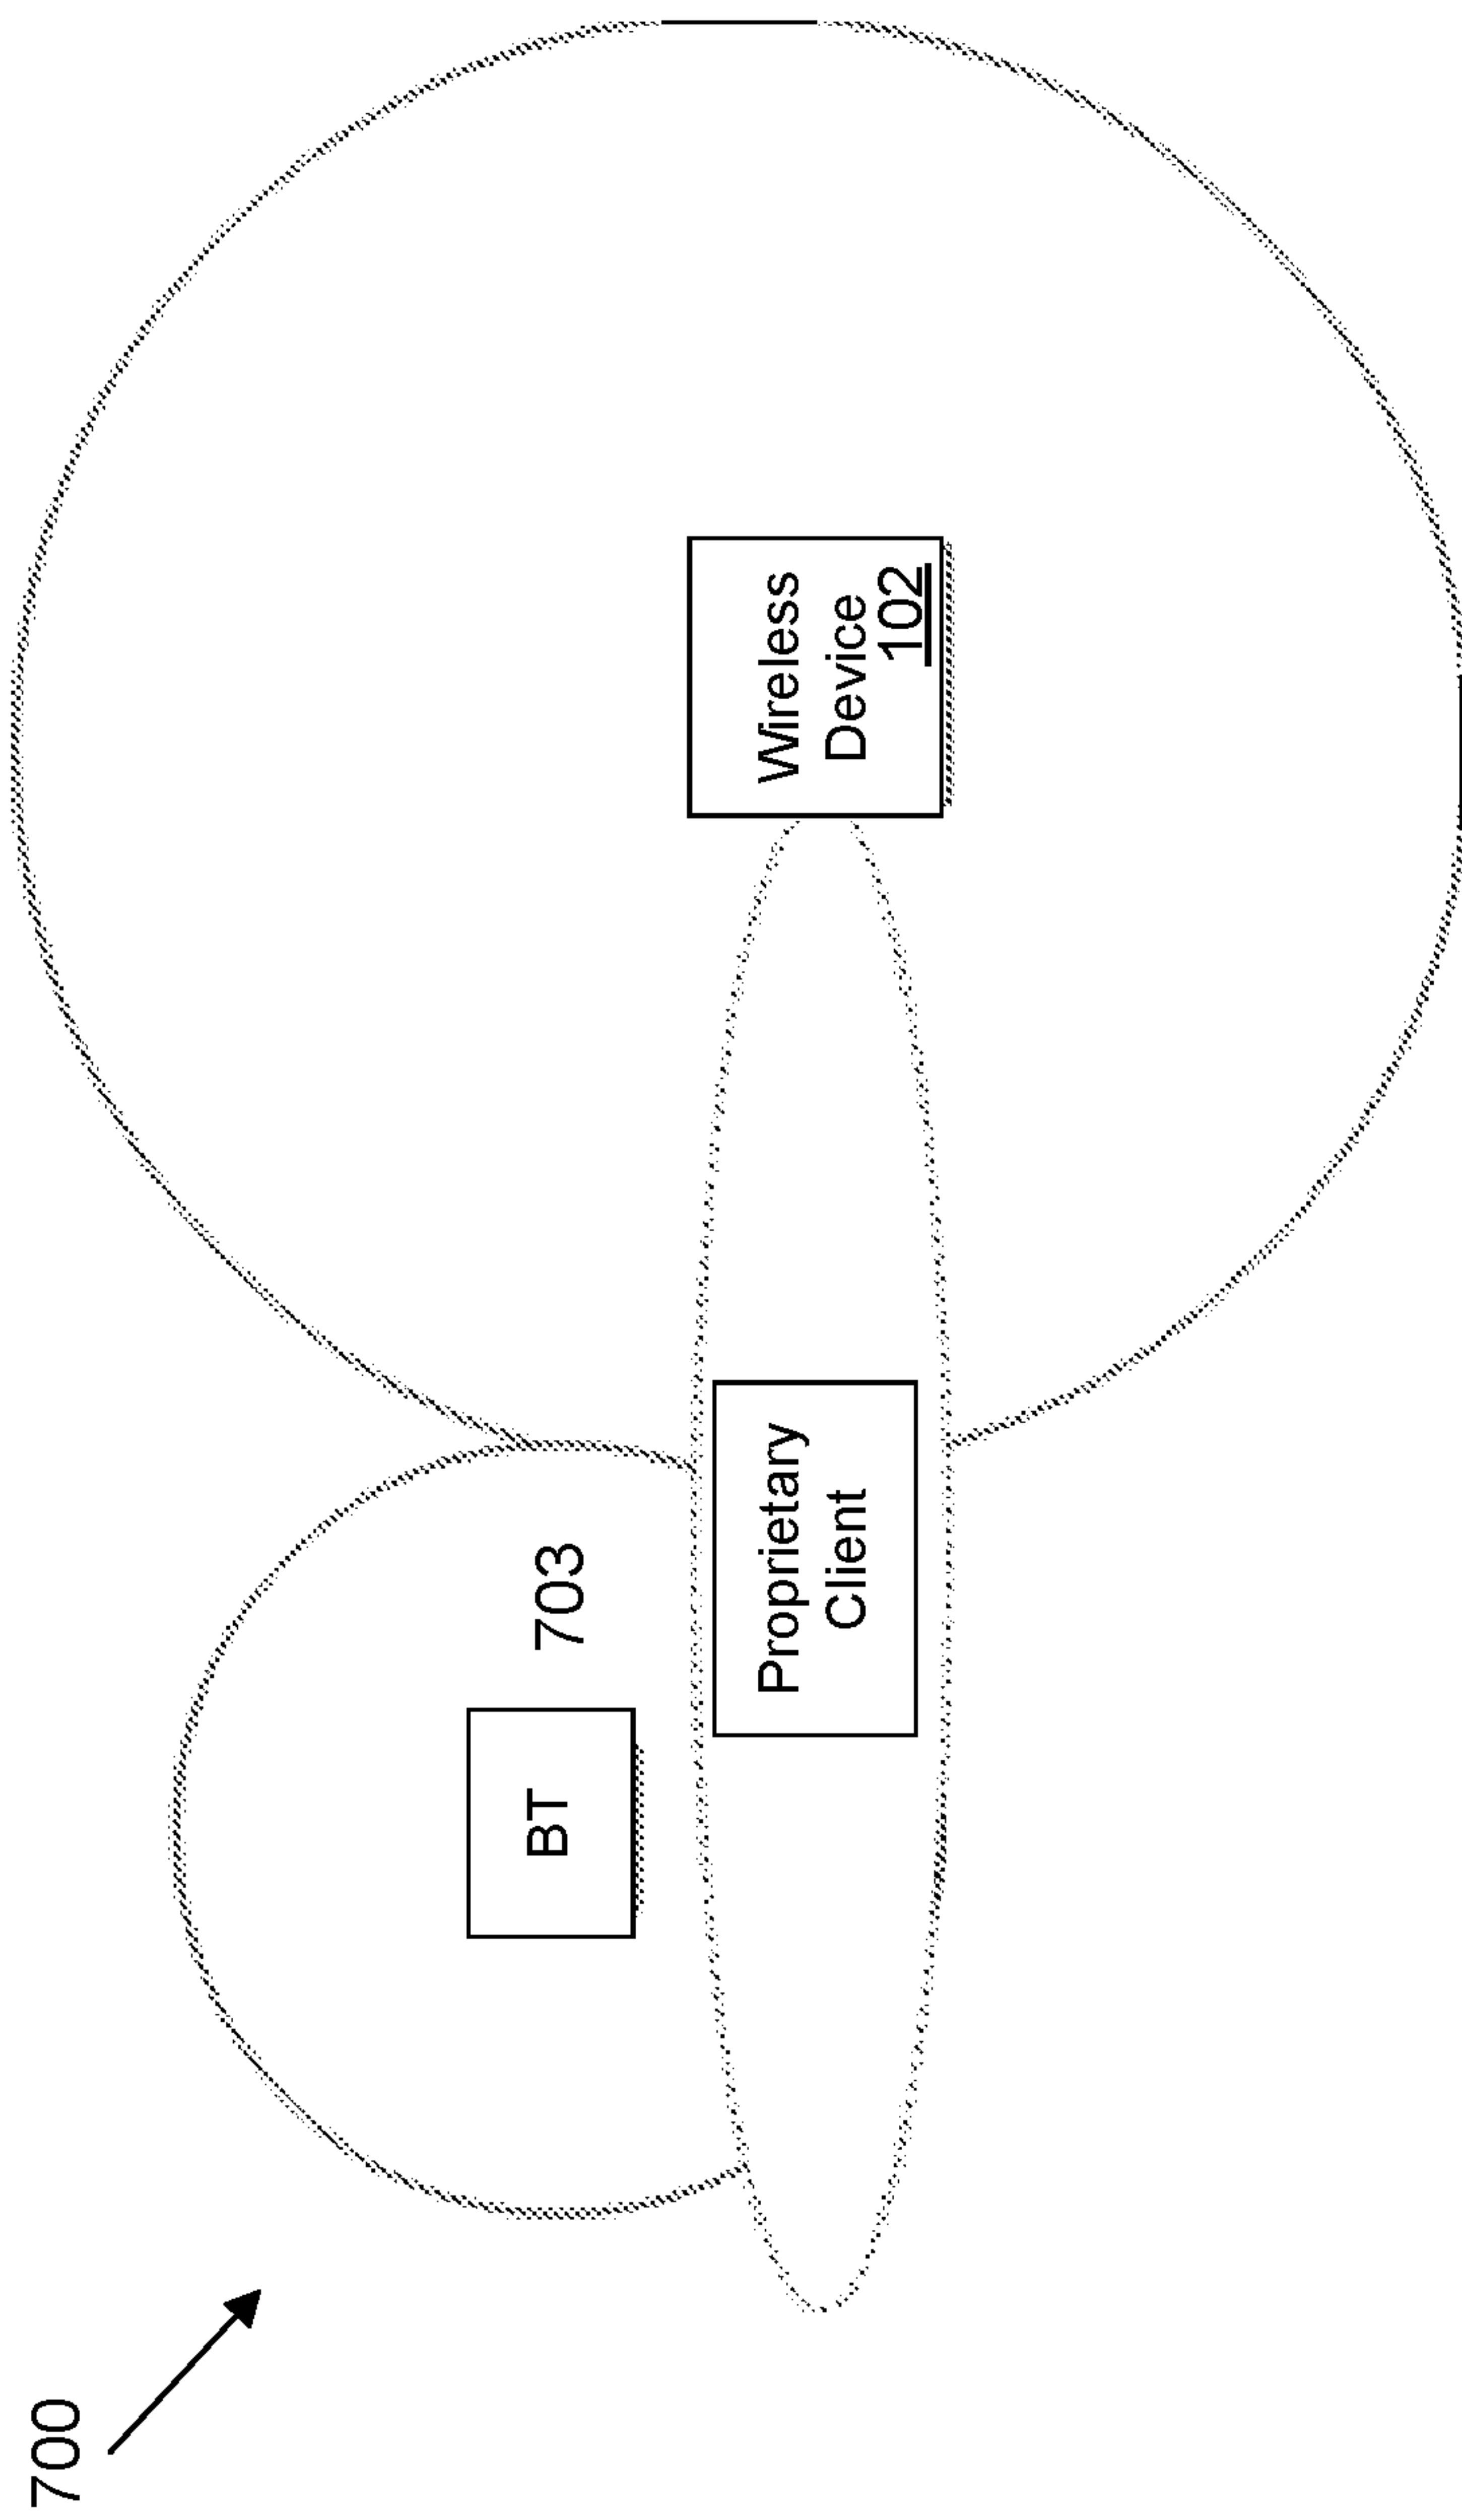 700
BT
703
Proprietary
Client
Wireless
Device
102